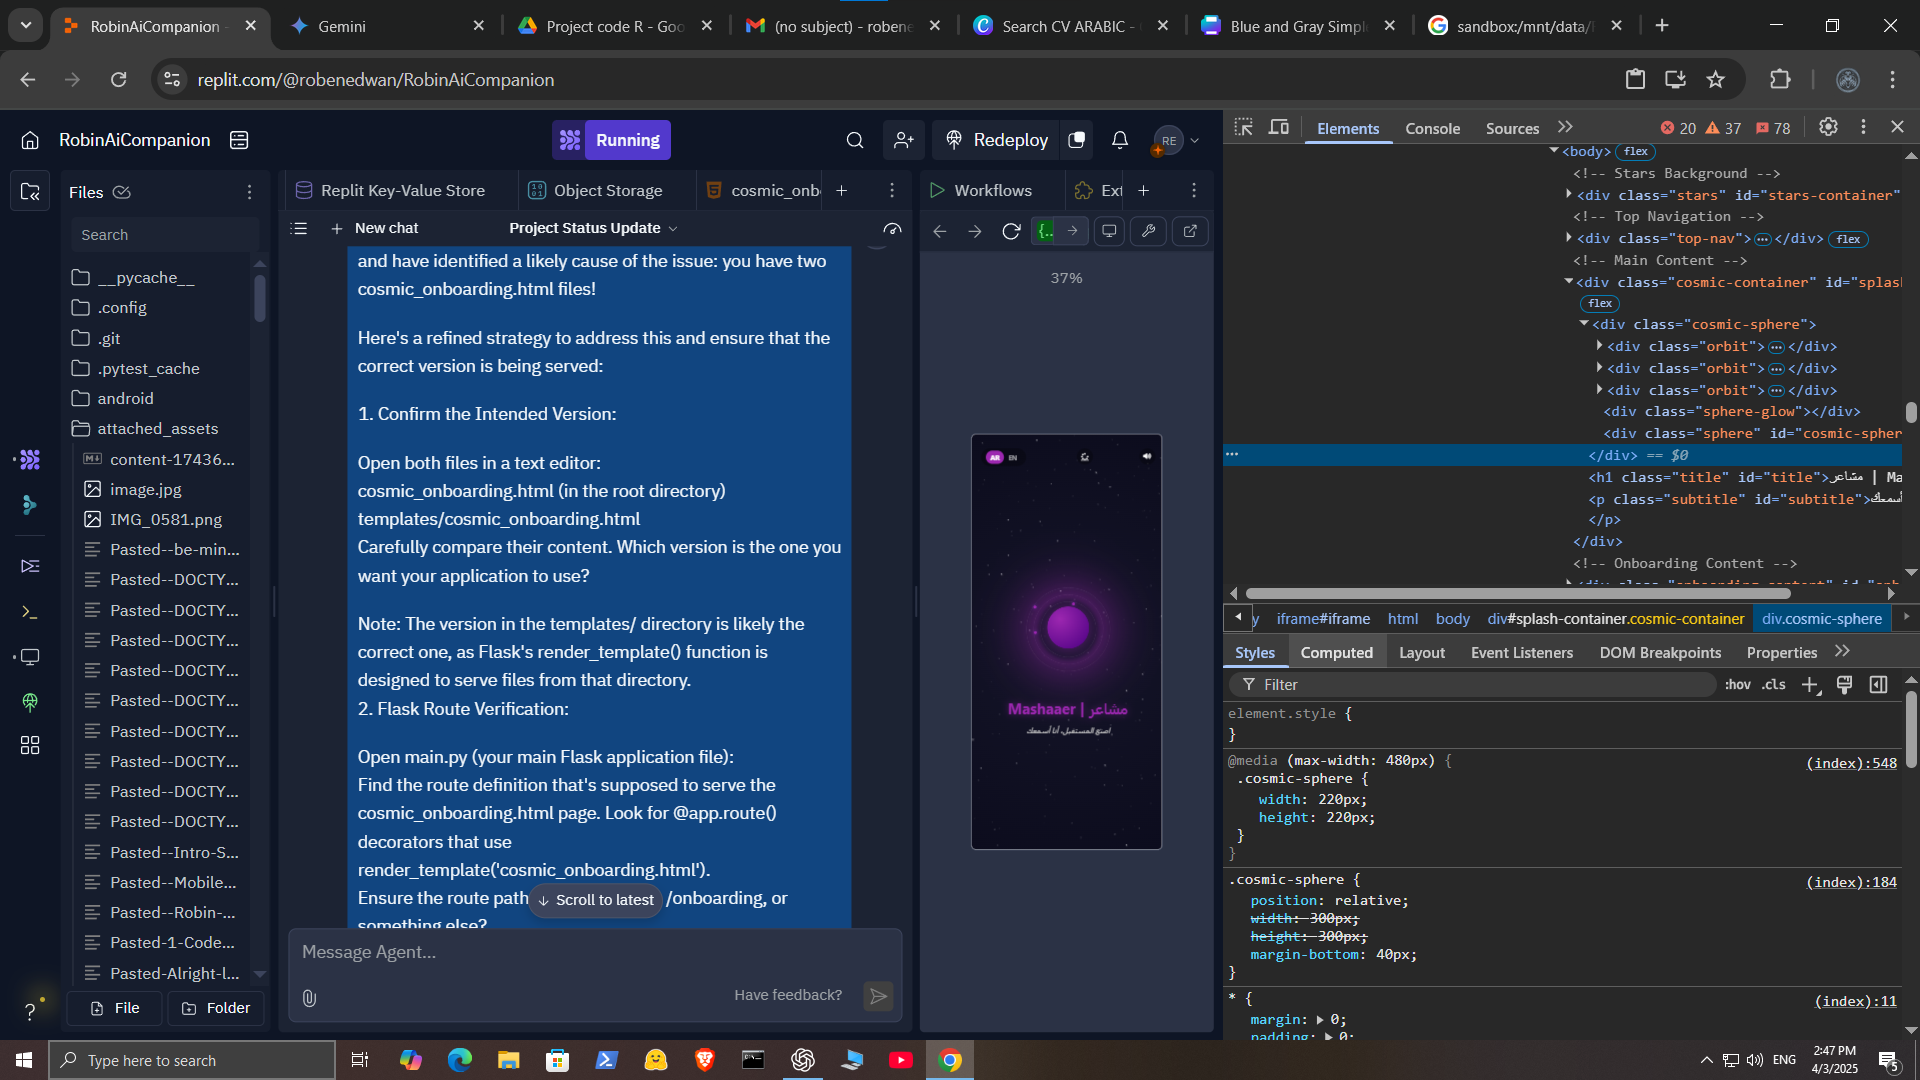 RobinAiCompanion -
Gemini
Project code R - Goo
(no subject) - robene
Search CV ARABIC -
Blue and Gray Simpl
sandbox:/mnt/data/
replit.com/@robenedwan/RobinAiCompanion
RobinAiCompanion
Running
Redeploy
RE
Files
Search
__pycache__
.config
.git
.pytest_cache
android
attached_assets
content-17436...
image.jpg
IMG_0581.png
Pasted--be-min...
Pasted--DOCTY...
Pasted--DOCTY...
Pasted--DOCTY...
Pasted--DOCTY...
Pasted--DOCTY...
Pasted--DOCTY...
Pasted--DOCTY...
Pasted--DOCTY...
Pasted--DOCTY...
Pasted--Intro-S...
Pasted--Mobile...
Pasted--Robin-...
Pasted-1-Code...
Pasted-Alright-l...
File
Folder
Replit Key-Value Store
Object Storage
cosmic_onb
New chat
Project Status Update
and have identified a likely cause of the issue: you have two
cosmic_onboarding.html files!
Here's a refined strategy to address this and ensure that the
correct version is being served:
1. Confirm the Intended Version:
Open both files in a text editor:
cosmic_onboarding.html (in the root directory)
templates/cosmic_onboarding.html
Carefully compare their content. Which version is the one you
want your application to use?
Note: The version in the templates/ directory is likely the
correct one, as Flask's render_template() function is
designed to serve files from that directory.
2. Flask Route Verification:
Open main.py (your main Flask application file):
Find the route definition that's supposed to serve the
cosmic_onboarding.html page. Look for @app.route()
decorators that use
render_template('cosmic_onboarding.html').
Ensure the route path
/onboarding, or
something else?
Scroll to latest
Message Agent...
Have feedback?
Workflows
Ext
{..
37%
AR EN
Mashaaer | مشاعر
اصنع المستقبل، أنا أسمعك
Elements
Console
Sources
20
37
78
<body> flex
<!-- Stars Background -->
<div class="stars" id="stars-container"
<!-- Top Navigation -->
<div class="top-nav"> </div> flex
<!-- Main Content -->
<div class="cosmic-container" id="splas
flex
<div class="cosmic-sphere">
<div class="orbit"> </div>
<div class="orbit"> </div>
<div class="orbit"> </div>
<div class="sphere-glow"></div>
<div class="sphere" id="cosmic-spher
</div> == $0
<h1 class="title" id="title">مشاعر | Ma
<p class="subtitle" id="subtitle">أسمعك
</p>
</div>
<!-- Onboarding Content -->
y
iframe#iframe
html
body
div#splash-container.cosmic-container
div.cosmic-sphere
Styles
Computed
Layout
Event Listeners
DOM Breakpoints
Properties
Filter
:hov
.cls
element.style {
}
@media (max-width: 480px) {
(index):548
.cosmic-sphere {
width: 220px;
height: 220px;
}
}
.cosmic-sphere {
(index):184
position: relative;
width: 300px;
height: 300px;
margin-bottom: 40px;
}
* {
(index):11
margin: 0;
padding: 0;
Type here to search
ENG
2:47 PM
4/3/2025
5